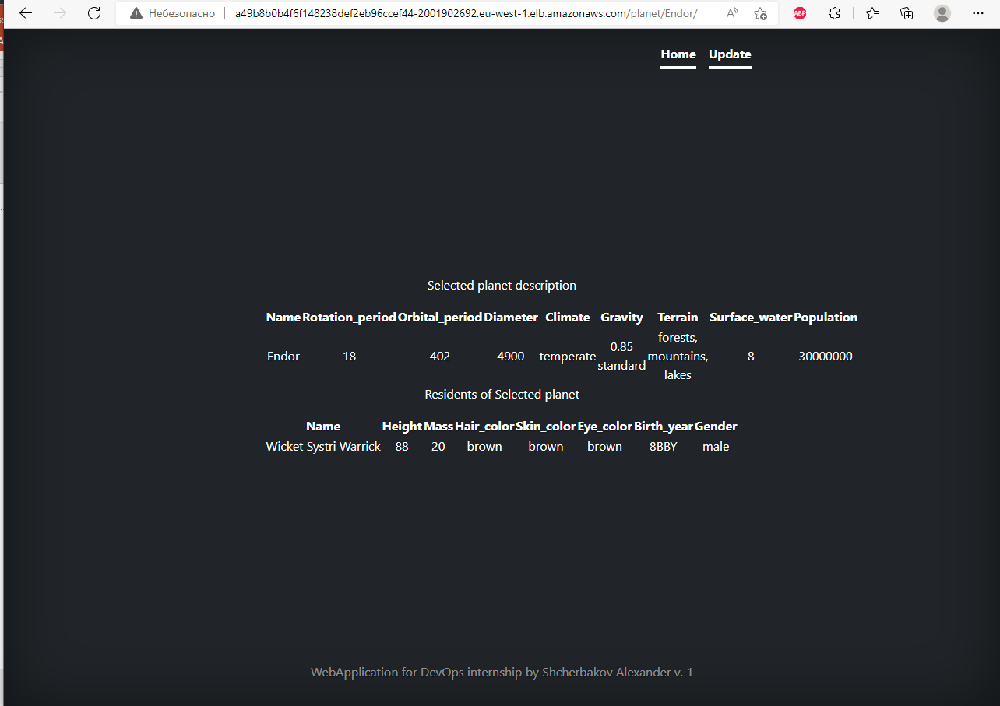 Небезопасно a49b8b0b4f6f148238def2eb96ccef44-2001902692.eu-west-1.elb.amazonaws.com/planet/Endor/ ABP
Home Update
Selected planet description
Name Rotation_period Orbital_period Diameter Climate Gravity Terrain Surface_water Population
Endor 18 402 4900 temperate 0.85 standard forests, mountains, lakes 8 30000000
Residents of Selected planet
Name Height Mass Hair_color Skin_color Eye_color Birth_year Gender
Wicket Systri Warrick 88 20 brown brown brown 8BBY male
WebApplication for DevOps internship by Shcherbakov Alexander v. 1